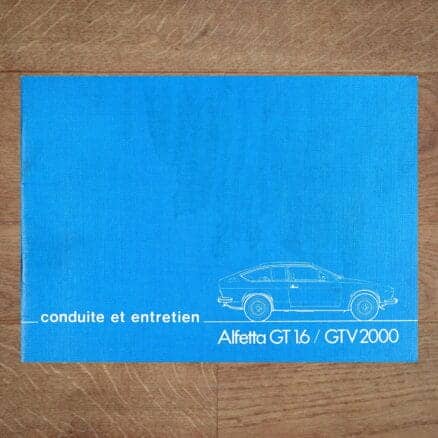 conduite et entretien
Alfetta GT 1.6 / GTV 2000